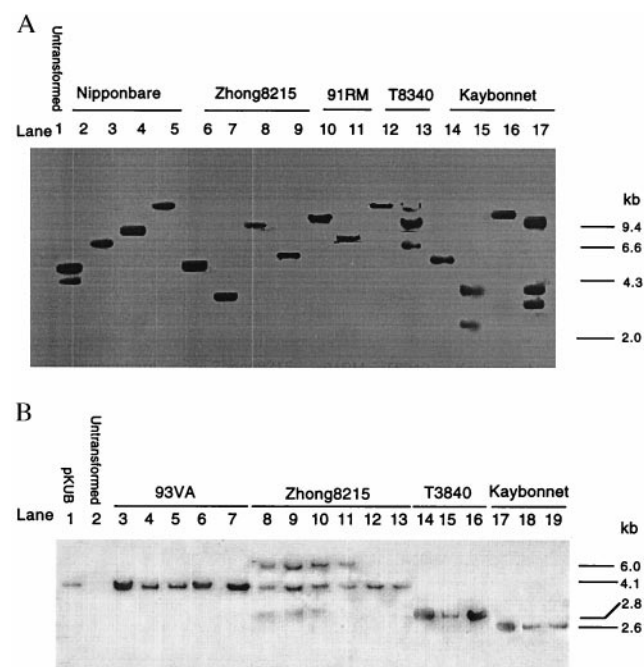 A
Untransformed
Nipponbare Zhong8215 91RM T8340 Kaybonnet
Lane 1 2 3 4 5 6 7 8 9 10 11 12 13 14 15 16 17
kb
9.4
6.6
4.3
2.0
B
pKUB
Untransformed
93VA Zhong8215 T3840 Kaybonnet
Lane 1 2 3 4 5 6 7 8 9 10 11 12 13 14 15 16 17 18 19
kb
6.0
4.1
2.8
2.6